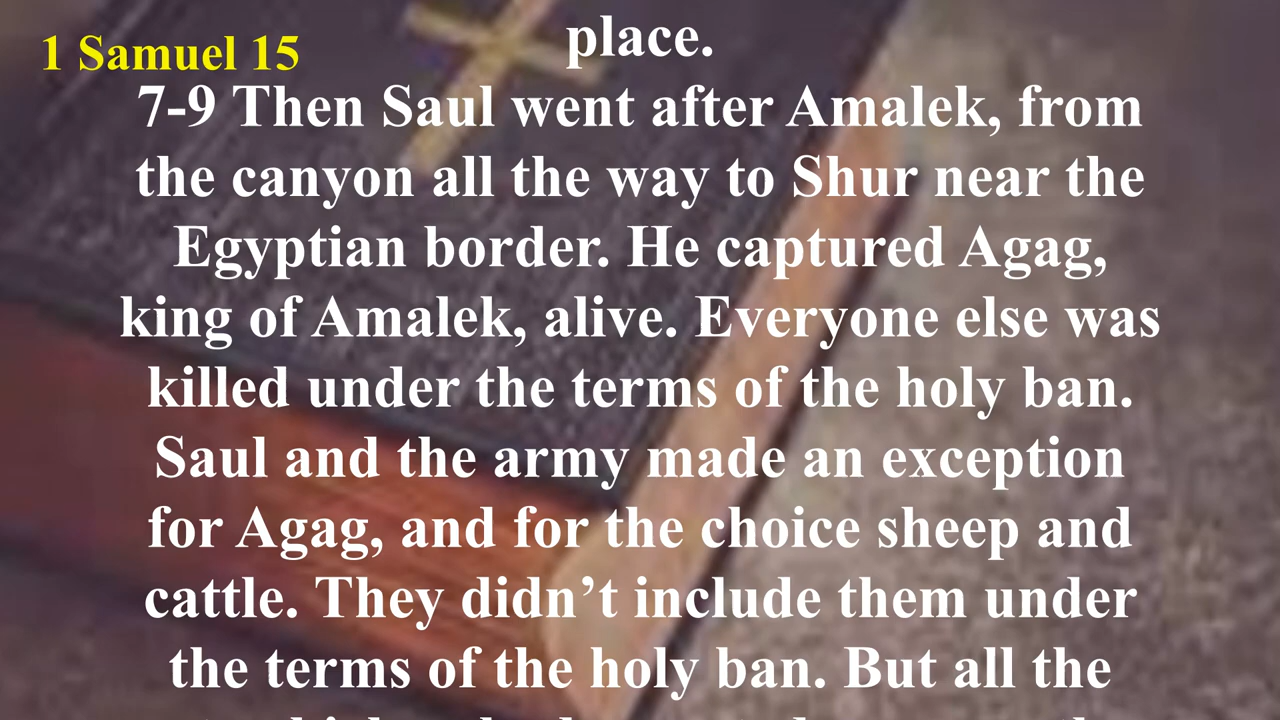 1 Samuel 15
place.
7-9 Then Saul went after Amalek, from
the canyon all the way to Shur near the
Egyptian border. He captured Agag,
king of Amalek, alive. Everyone else was
killed under the terms of the holy ban.
Saul and the army made an exception
for Agag, and for the choice sheep and
cattle. They didn’t include them under
the terms of the holy ban. But all the